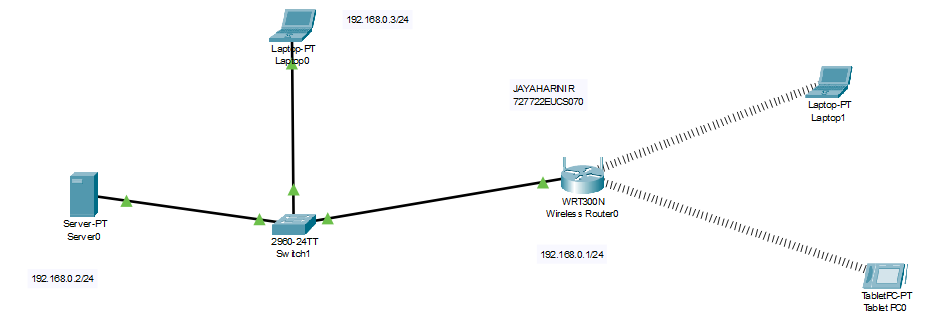 192.168.0.3/24
Laptop-PT
Laptop0
JAYAHARNI R
727722EUCS070
Laptop-PT
Laptop1
WRT300N
Wireless Router0
Server-PT
Server0
2960-24TT
Switch1
192.168.0.1/24
192.168.0.2/24
TabletPC-PT
Tablet PC0